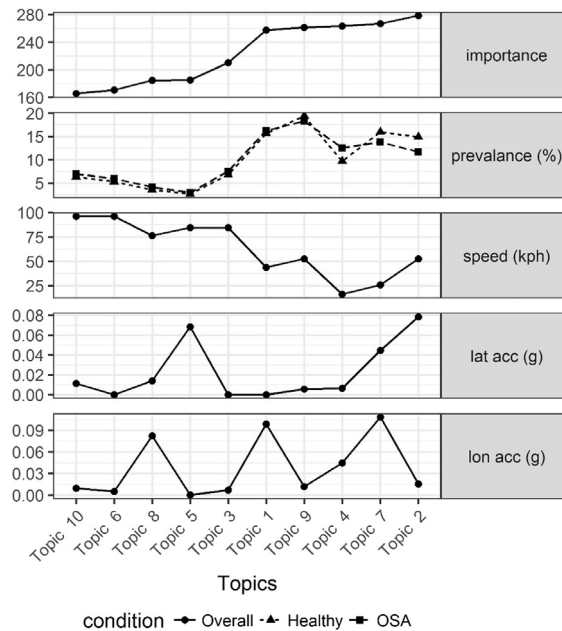 280
240
200
160
importance
20
15
10
5
prevalance (%)
100
75
50
25
speed (kph)
0.08
0.06
0.04
0.02
0.00
lat acc (g)
0.09
0.06
0.03
0.00
lon acc (g)
Topic 10 Topic 6 Topic 8 Topic 5 Topic 3 Topic 1 Topic 9 Topic 4 Topic 7 Topic 2
Topics
condition Overall Healthy OSA